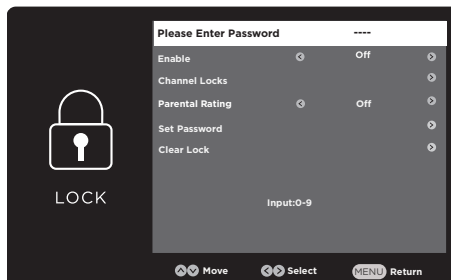 Please Enter Password ----
Enable Off
Channel Locks
Parental Rating Off
Set Password
Clear Lock
LOCK
Input:0-9
Move Select MENU Return